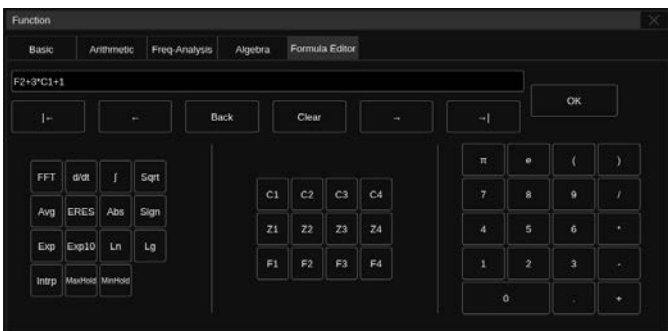 Function
Basic Arithmetic Freq-Analysis Algebra Formula Editor
F2+3*C1+1
OK
|← ← Back Clear → →|
π e ( )
FFT d/dt ∫ Sqrt
C1 C2 C3 C4
7 8 9 /
Avg ERES Abs Sign
Z1 Z2 Z3 Z4
4 5 6 *
Exp Exp10 Ln Lg
F1 F2 F3 F4
1 2 3 -
Intrp MaxHold MinHold
0 . +